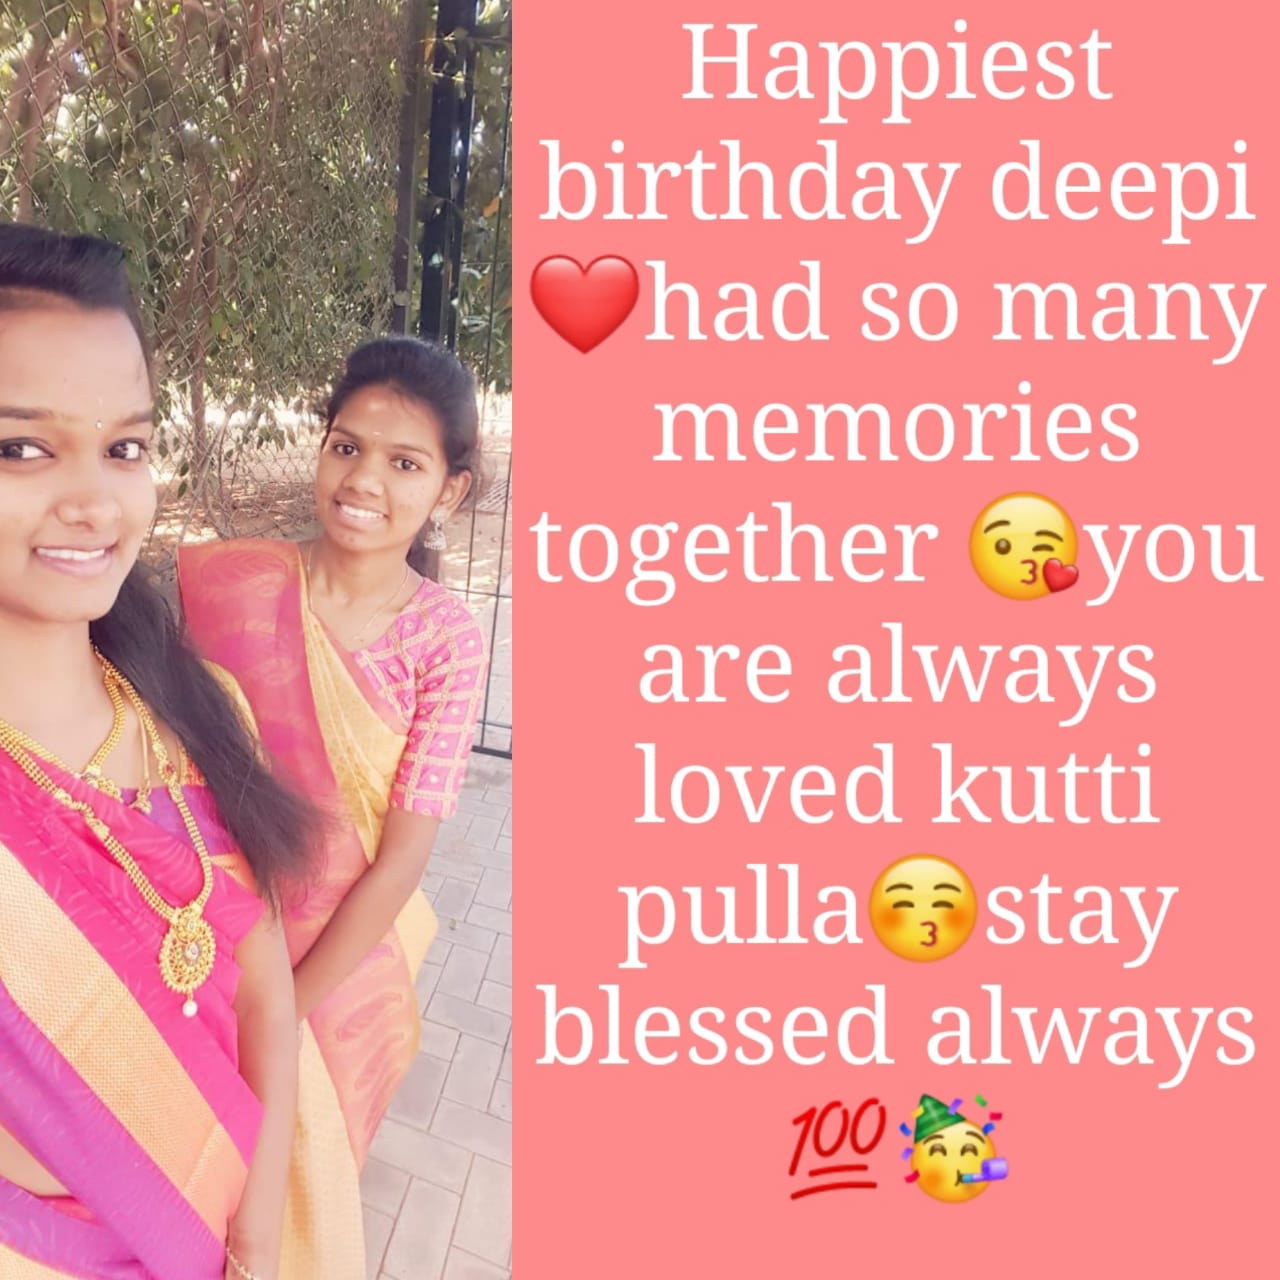 Happiest
birthday deepi
❤️had so many
memories
together 😘you
are always
loved kutti
pulla😚stay
blessed always
💯🥳